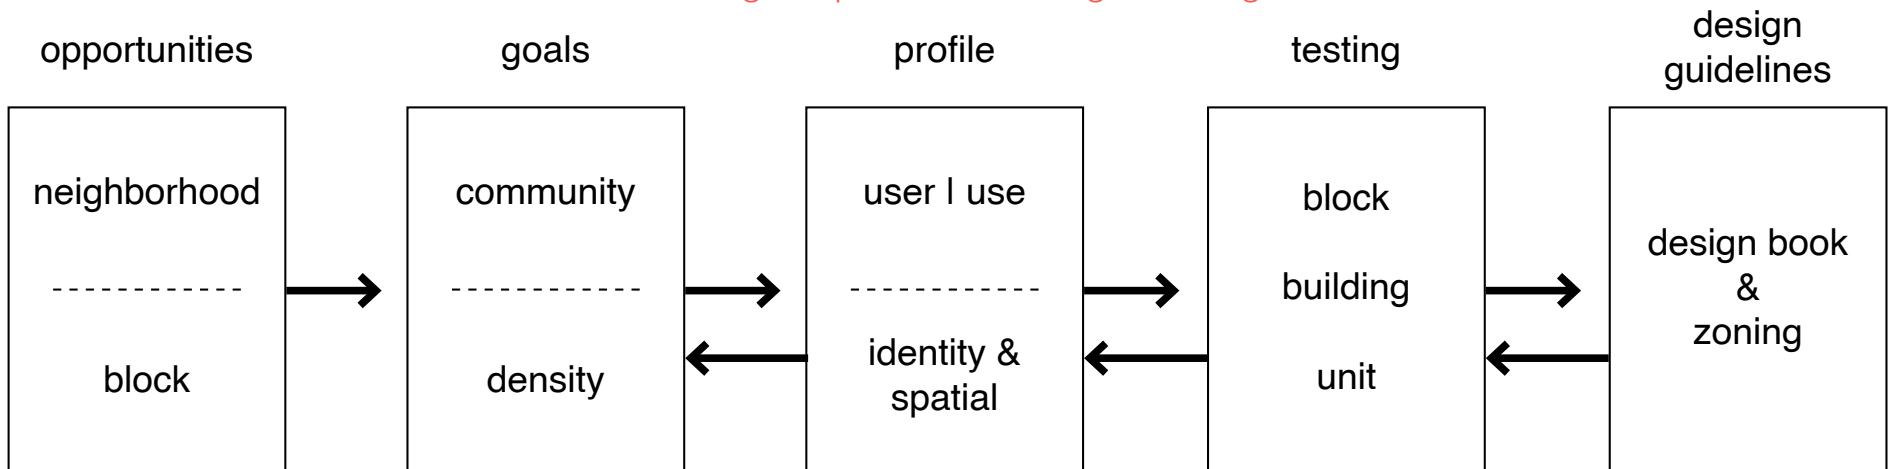 opportunities
goals
profile
testing
design
guidelines
neighborhood
block
community
density
user I use
identity &
spatial
block
building
unit
design book
&
zoning